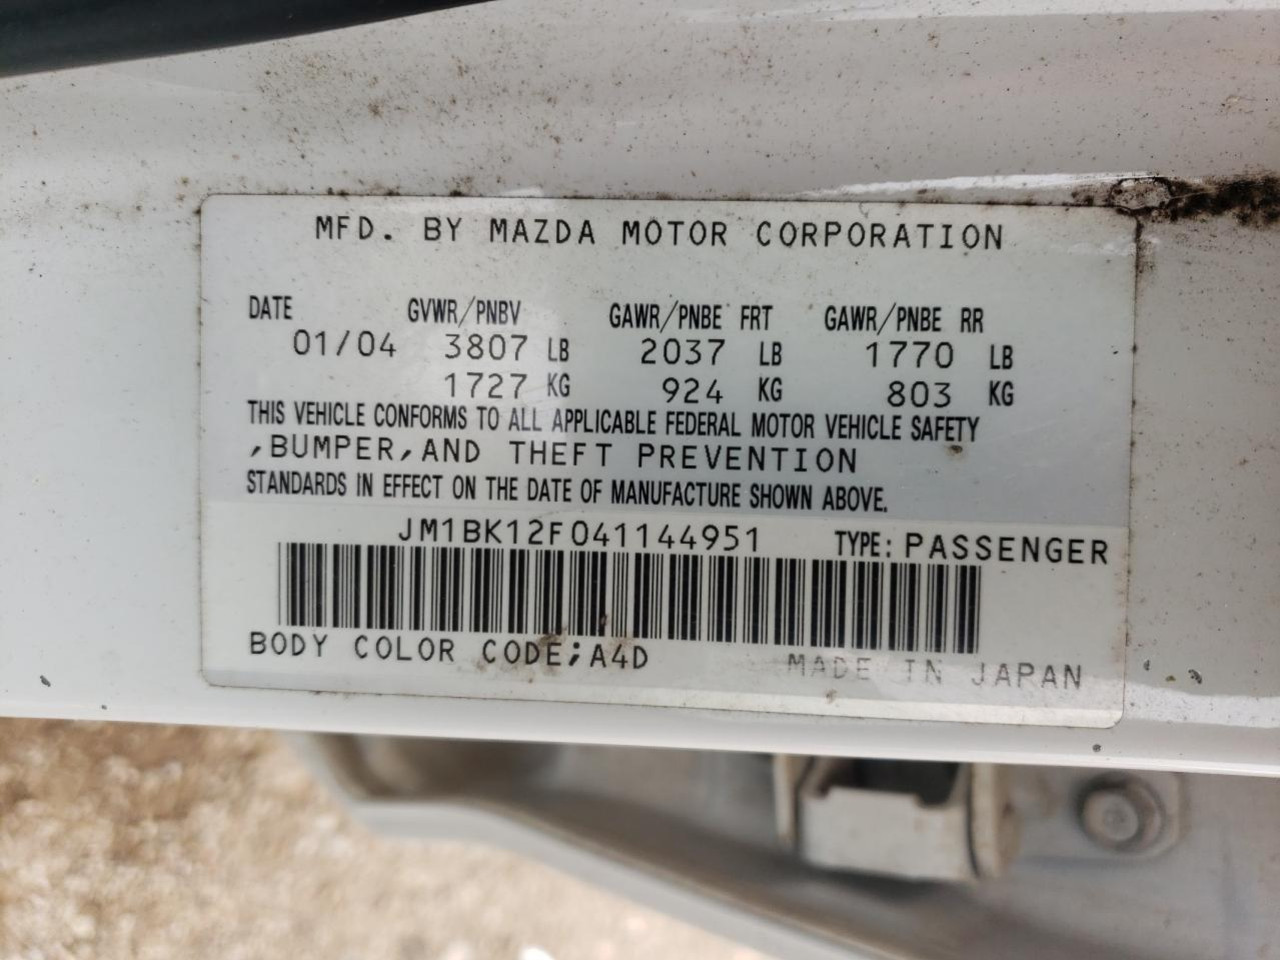 MFD. BY MAZDA MOTOR CORPORATION
DATE GVWR/PNBV GAWR/PNBE FRT GAWR/PNBE RR
01/04 3807 LB 2037 LB 1770 LB
1727 KG 924 KG 803 KG
THIS VEHICLE CONFORMS TO ALL APPLICABLE FEDERAL MOTOR VEHICLE SAFETY
,BUMPER,AND THEFT PREVENTION
STANDARDS IN EFFECT ON THE DATE OF MANUFACTURE SHOWN ABOVE.
JM1BK12F041144951 TYPE: PASSENGER
BODY COLOR CODE;A4D MADE IN JAPAN